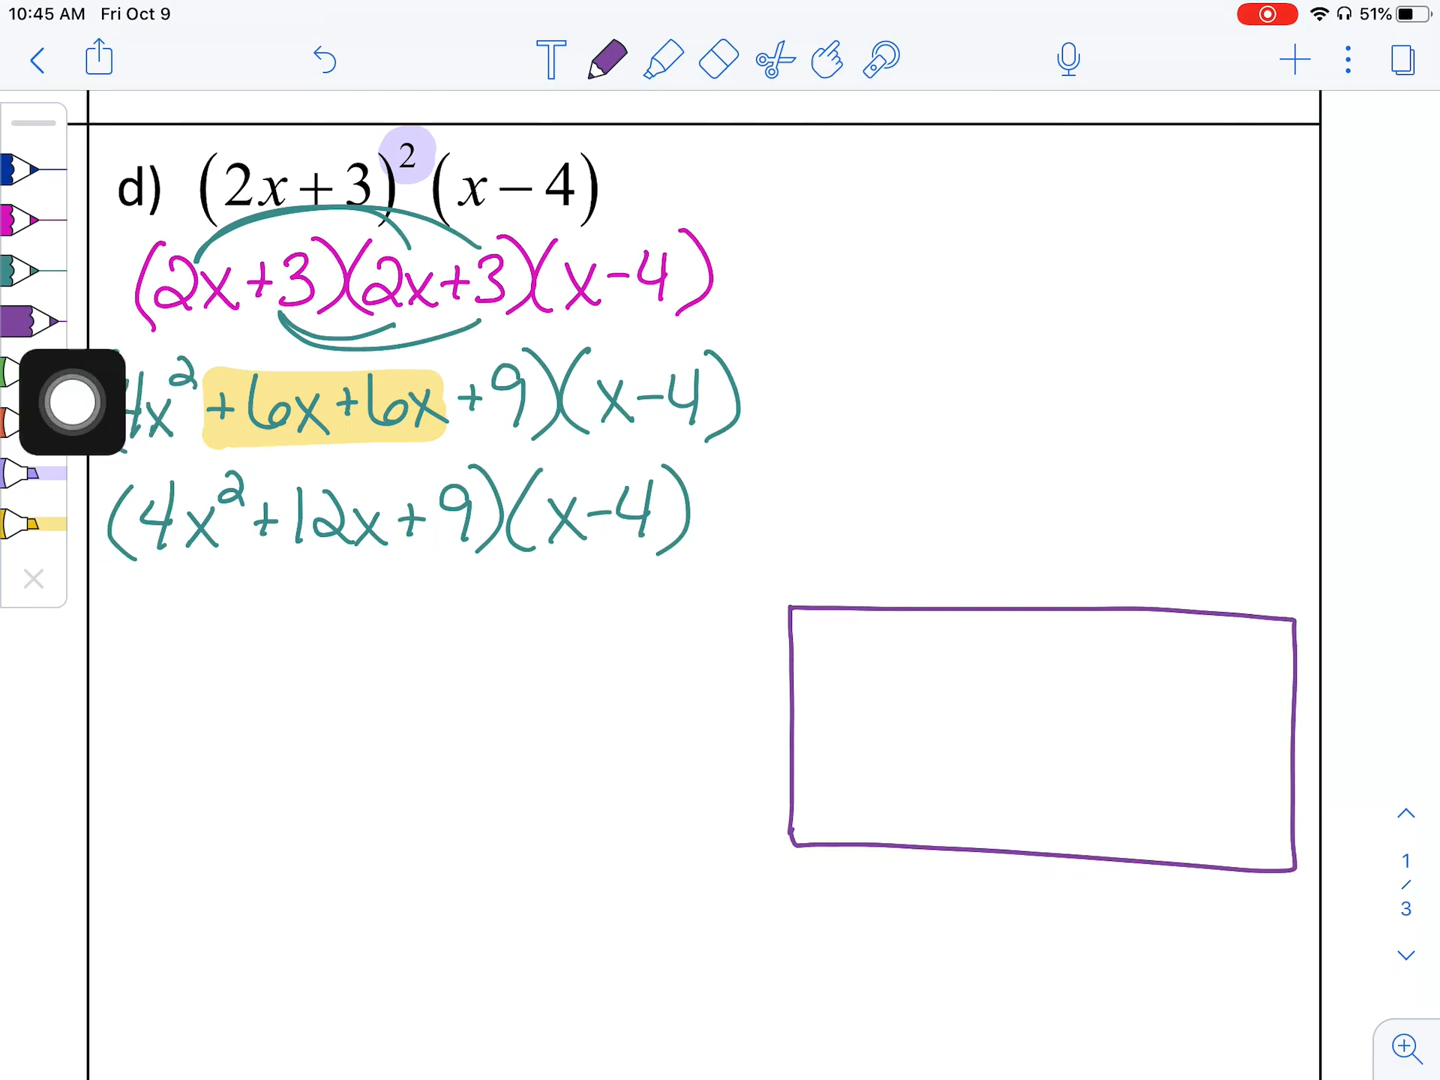 10:45 AM Fri Oct 9 51%
T
d) (2x+3)² (x−4)
(2x+3)(2x+3)(x−4)
4x² +6x+6x +9)(x−4)
(4x²+12x+9)(x−4)
1
/
3